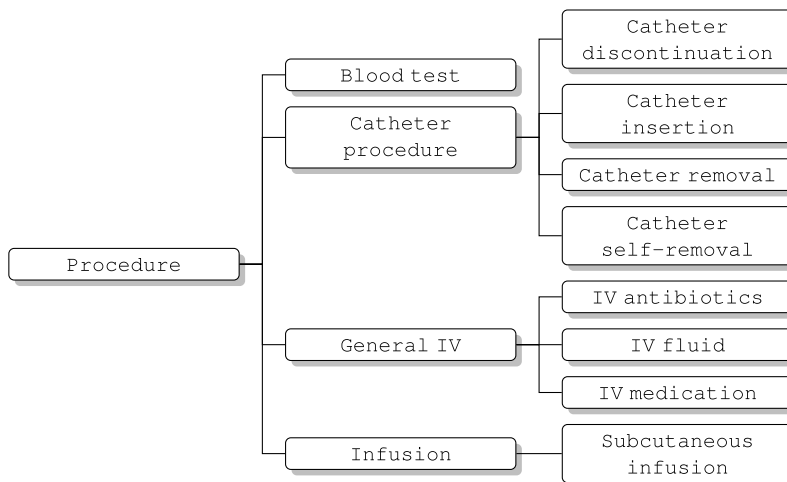 Procedure
Blood test
Catheter
procedure
Catheter
discontinuation
Catheter
insertion
Catheter removal
Catheter
self-removal
General IV
IV antibiotics
IV fluid
IV medication
Infusion
Subcutaneous
infusion